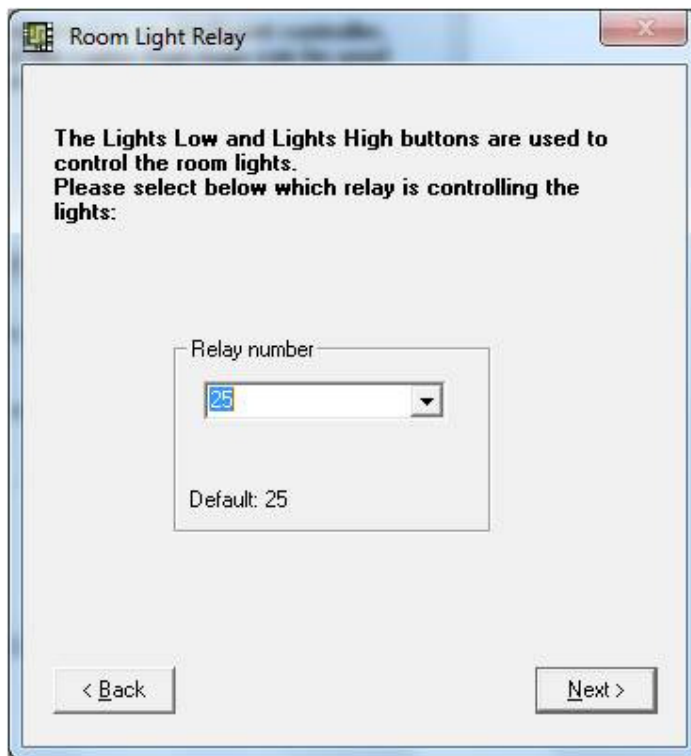 Room Light Relay
The Lights Low and Lights High buttons are used to
control the room lights.
Please select below which relay is controlling the
lights:
Relay number
25
Default: 25
< Back
Next >